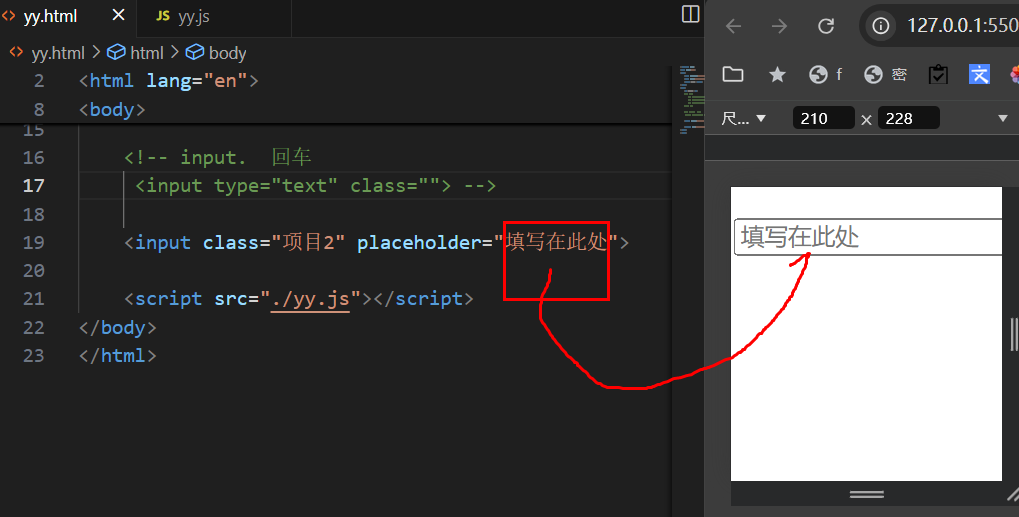 yy.html
JS yy.js
yy.html > html > body
2 <html lang="en">
8 <body>
15
16 <!-- input. 回车
17 <input type="text" class=""> -->
18
19 <input class="项目2" placeholder="填写在此处">
20
21 <script src="./yy.js"></script>
22 </body>
23 </html>
127.0.0.1:550
f 密 文
尺... 210 × 228
填写在此处